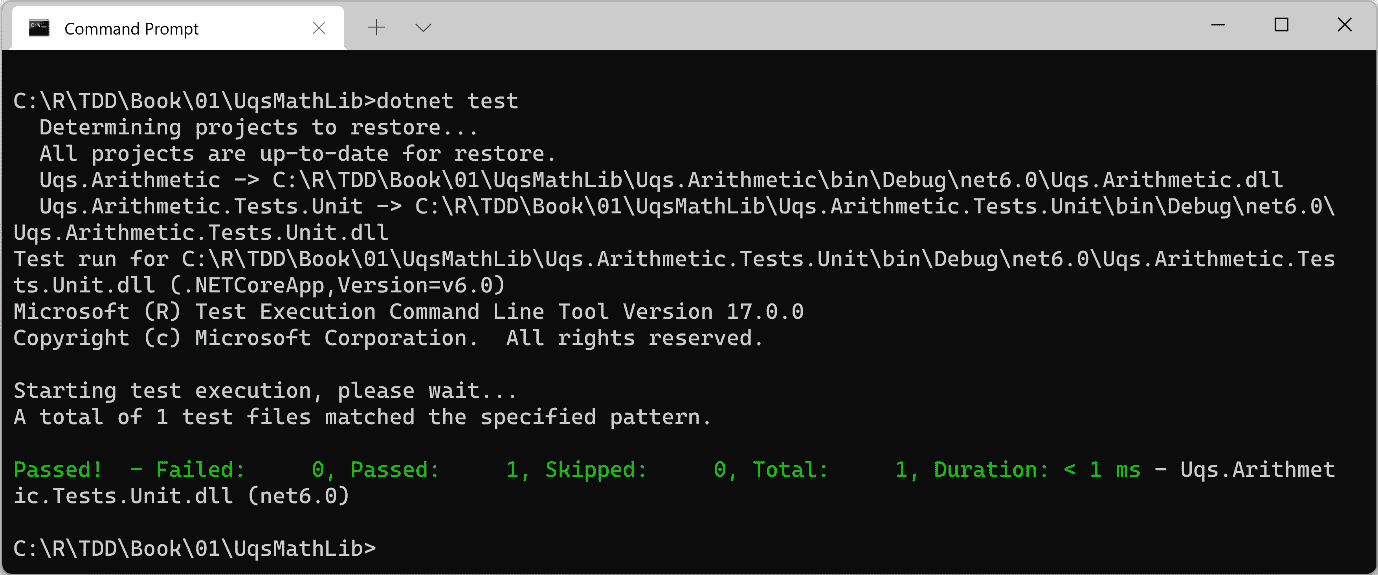 Command Prompt
C:\R\TDD\Book\01\UqsMathLib>dotnet test
  Determining projects to restore...
  All projects are up-to-date for restore.
  Uqs.Arithmetic -> C:\R\TDD\Book\01\UqsMathLib\Uqs.Arithmetic\bin\Debug\net6.0\Uqs.Arithmetic.dll
  Uqs.Arithmetic.Tests.Unit -> C:\R\TDD\Book\01\UqsMathLib\Uqs.Arithmetic.Tests.Unit\bin\Debug\net6.0\
Uqs.Arithmetic.Tests.Unit.dll
Test run for C:\R\TDD\Book\01\UqsMathLib\Uqs.Arithmetic.Tests.Unit\bin\Debug\net6.0\Uqs.Arithmetic.Tes
ts.Unit.dll (.NETCoreApp,Version=v6.0)
Microsoft (R) Test Execution Command Line Tool Version 17.0.0
Copyright (c) Microsoft Corporation.  All rights reserved.
Starting test execution, please wait...
A total of 1 test files matched the specified pattern.
Passed!  - Failed:     0, Passed:     1, Skipped:     0, Total:     1, Duration: < 1 ms - Uqs.Arithmet
ic.Tests.Unit.dll (net6.0)
C:\R\TDD\Book\01\UqsMathLib>